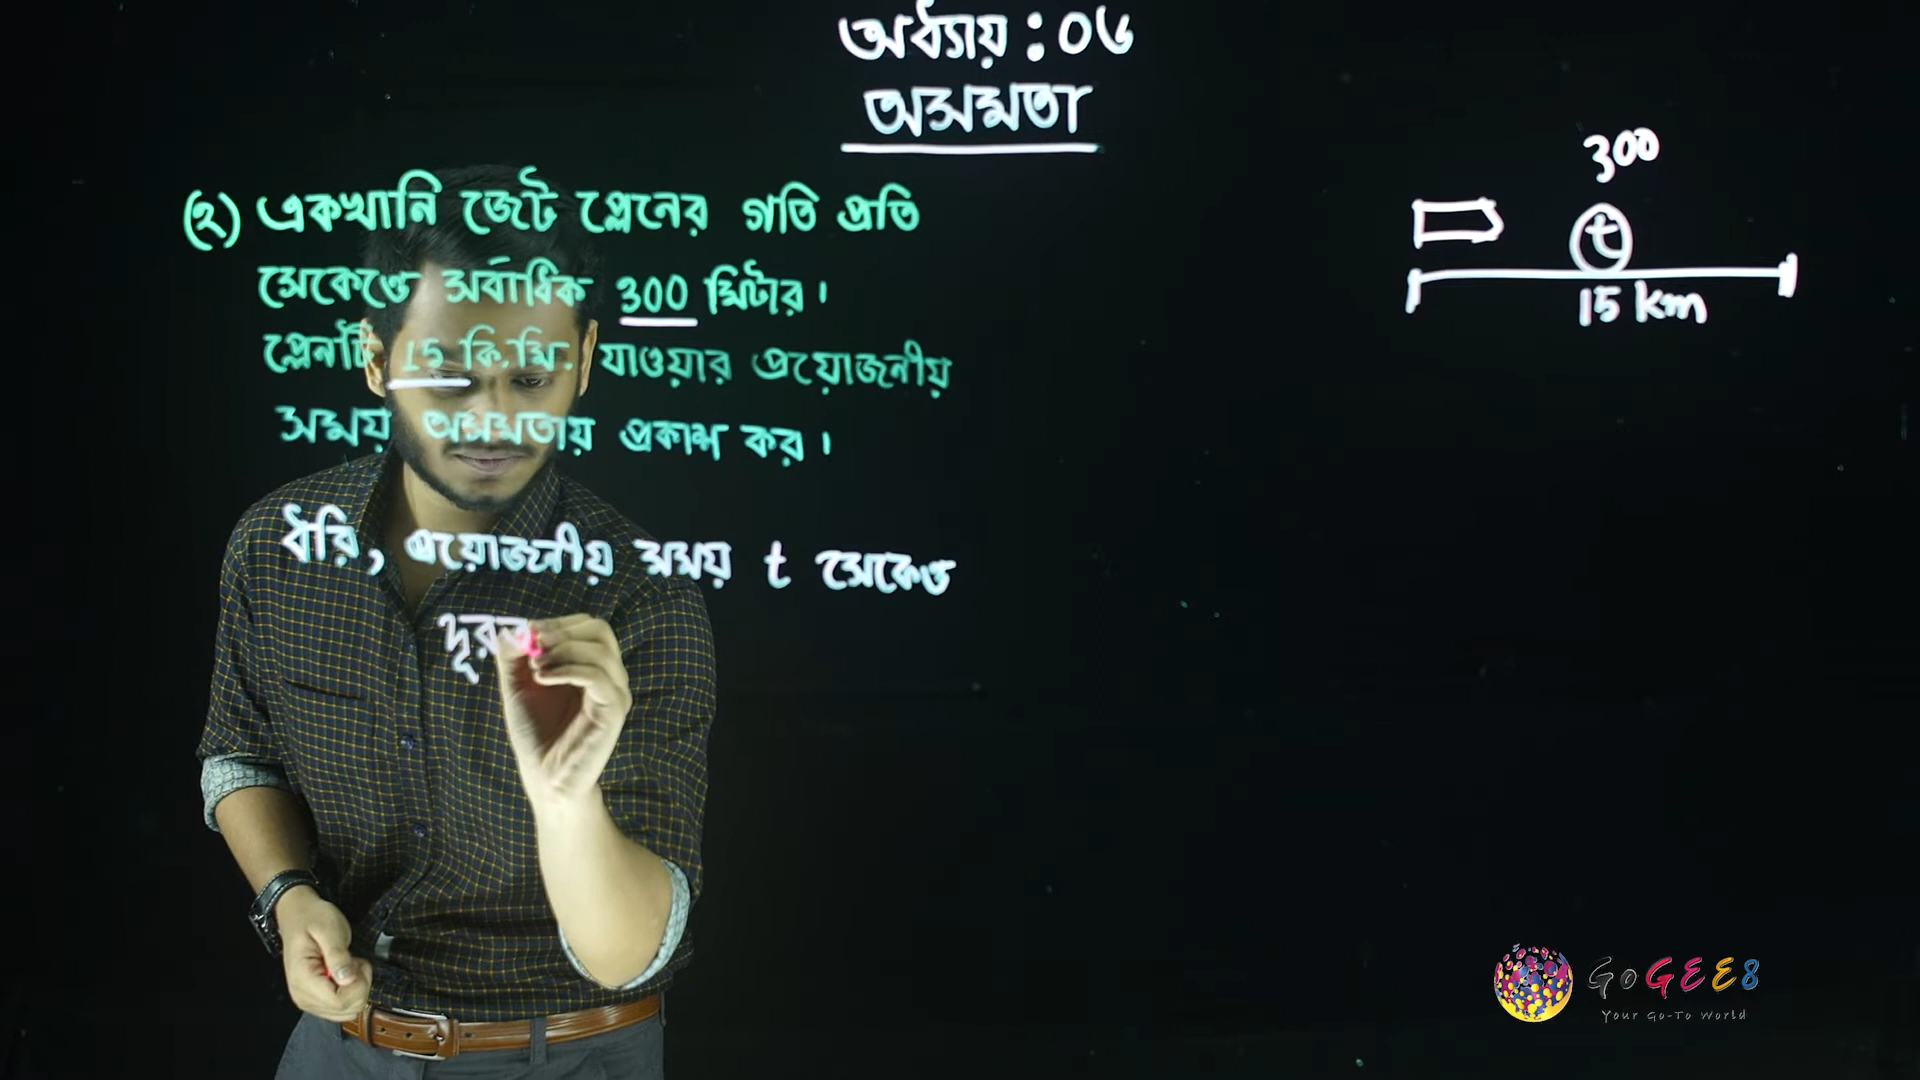 অধ্যায় : ০৬
অসমতা
(২) একখানি জেট প্লেনের গতি প্রতি
সেকেণ্ডে সর্বাধিক 300 মিটার।
প্লেনটি 15 কি.মি. যাওয়ার প্রয়োজনীয়
সময় অসমতায় প্রকাশ কর।
ধরি, প্রয়োজনীয় সময় t সেকেন্ড
দূরত্ব
300
t
15 km
GoGEE8
Your Go-To World